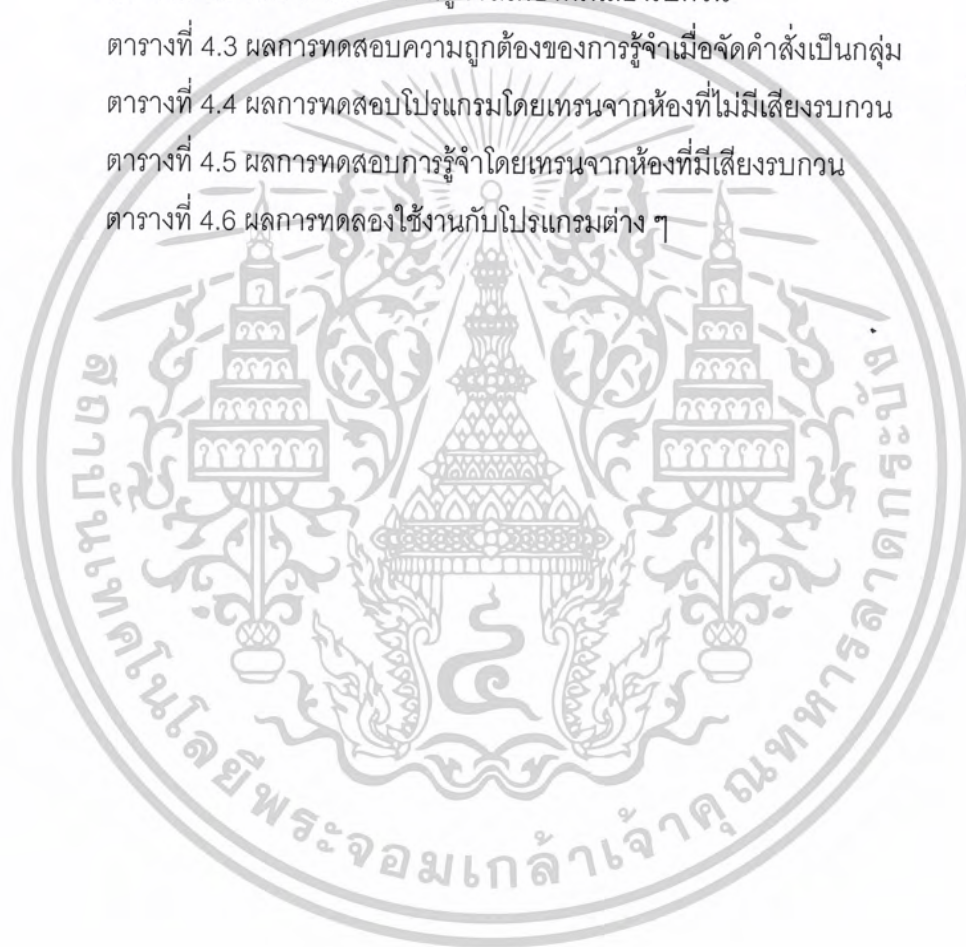 ตารางที่ 4.3 ผลการทดสอบความถูกต้องของการรู้จำเมื่อจัดคำสั่งเป็นกลุ่ม
ตารางที่ 4.4 ผลการทดสอบโปรแกรมโดยเทรนจากห้องที่ไม่มีเสียงรบกวน
ตารางที่ 4.5 ผลการทดสอบการรู้จำโดยเทรนจากห้องที่มีเสียงรบกวน
ตารางที่ 4.6 ผลการทดลองใช้งานกับโปรแกรมต่าง ๆ
๔
สถาบันเทคโนโลยีพระจอมเกล้าเจ้าคุณทหารลาดกระบัง